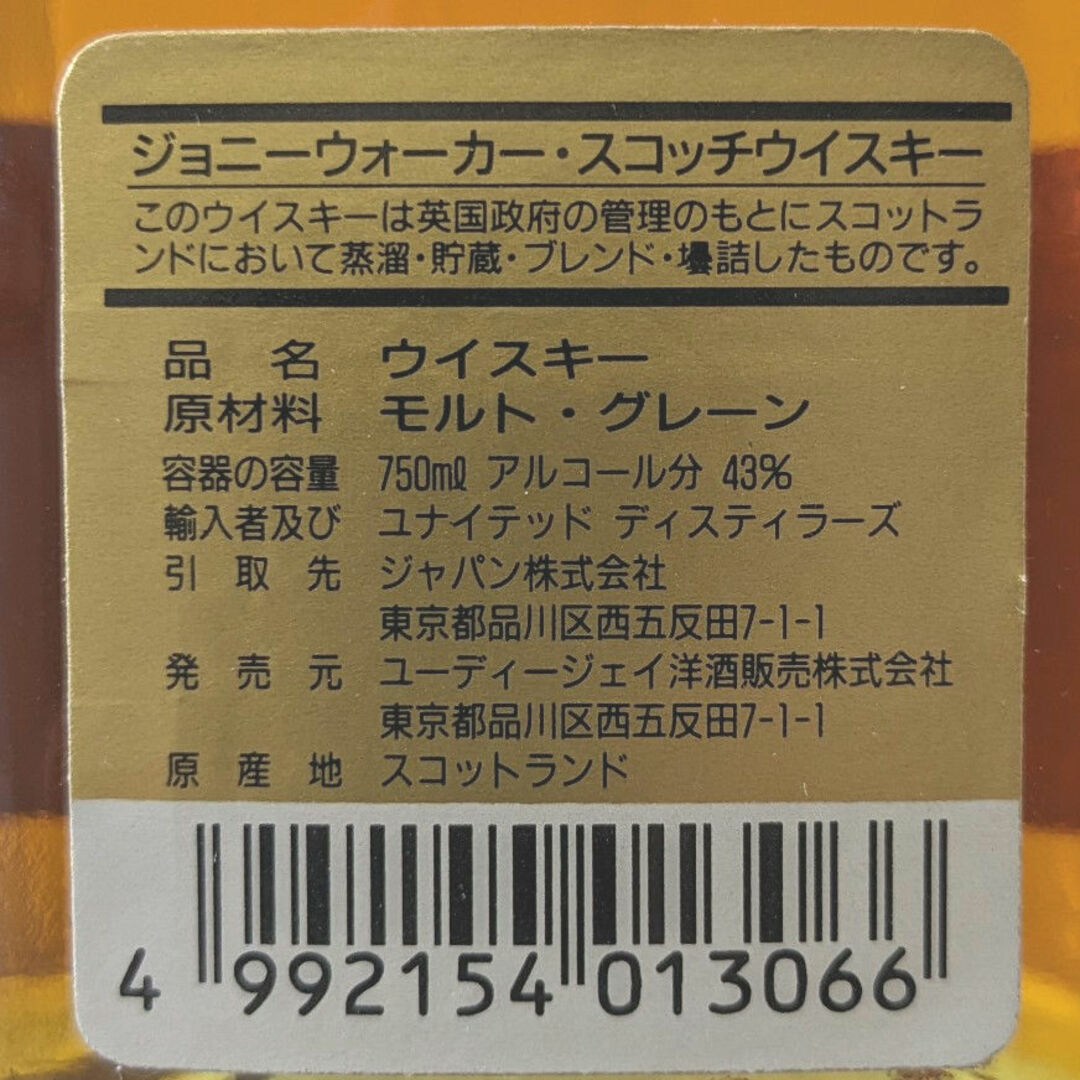 ジョニーウォーカー・スコッチウイスキー
このウイスキーは英国政府の管理のもとにスコットラ
ンドにおいて蒸溜・貯蔵・ブレンド・壜詰したものです。
品名 ウイスキー
原材料 モルト・グレーン
容器の容量 750ml アルコール分 43%
輸入者及び ユナイテッド ディスティラーズ
引取先 ジャパン株式会社
東京都品川区西五反田7-1-1
発売元 ユーディージェイ洋酒販売株式会社
東京都品川区西五反田7-1-1
原産地 スコットランド
4 992154 013066